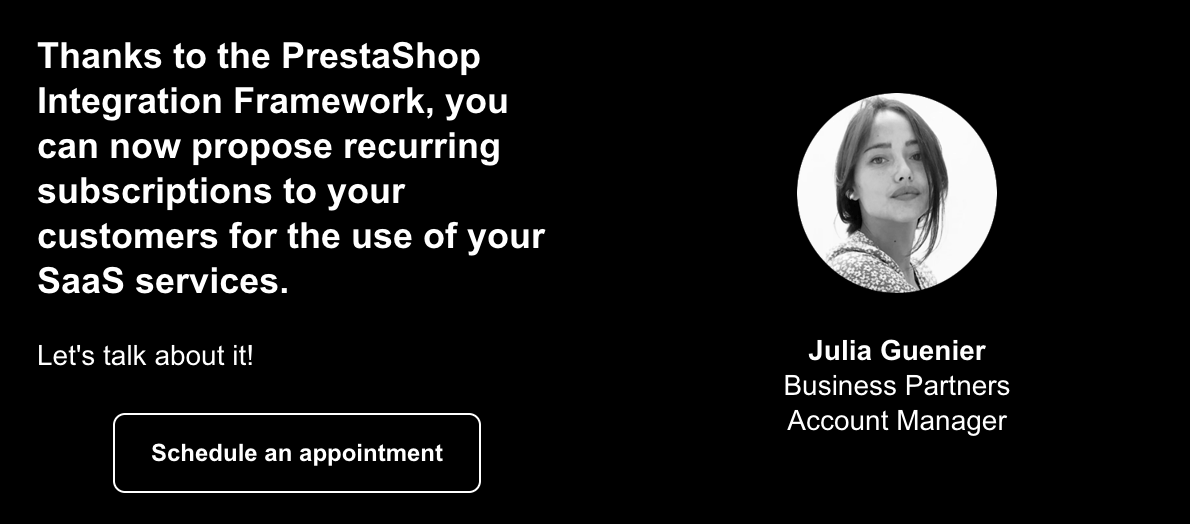 Thanks to the PrestaShop
Integration Framework, you
can now propose recurring
subscriptions to your
customers for the use of your
SaaS services.
Let's talk about it!
Schedule an appointment
Julia Guenier
Business Partners
Account Manager